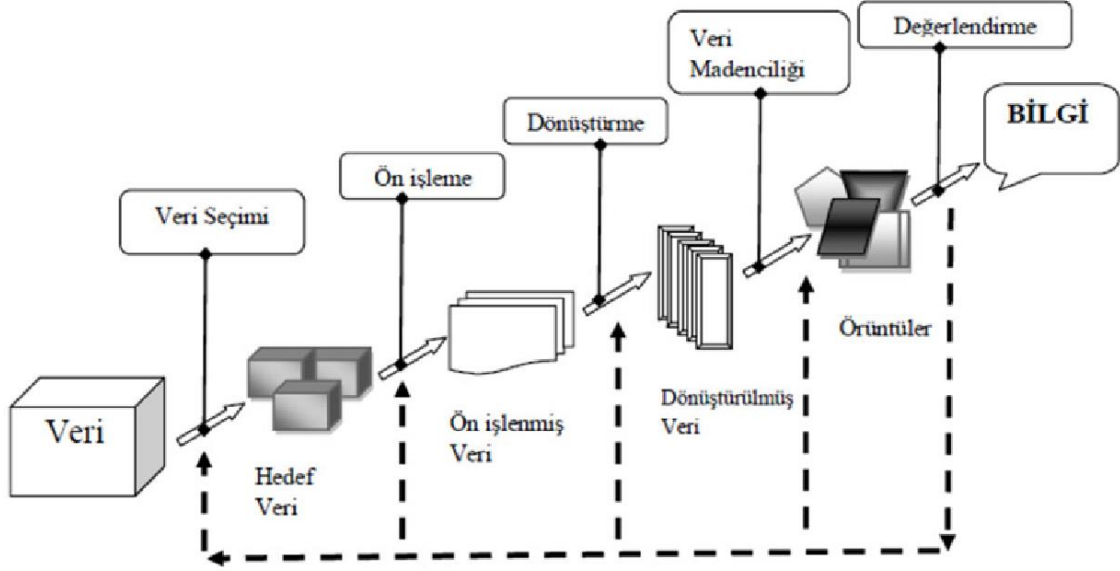 Değerlendirme
Veri
Madenciliği
BİLGİ
Dönüştürme
Ön işleme
Veri Seçimi
Örüntüler
Dönüştürülmüş
Veri
Veri
Ön işlenmiş
Veri
Hedef
Veri